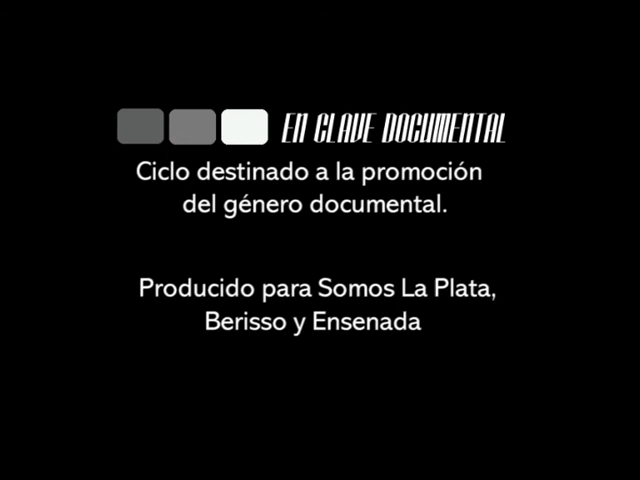 EN CLAVE DOCUMENTAL
Ciclo destinado a la promoción
del género documental.
Producido para Somos La Plata,
Berisso y Ensenada